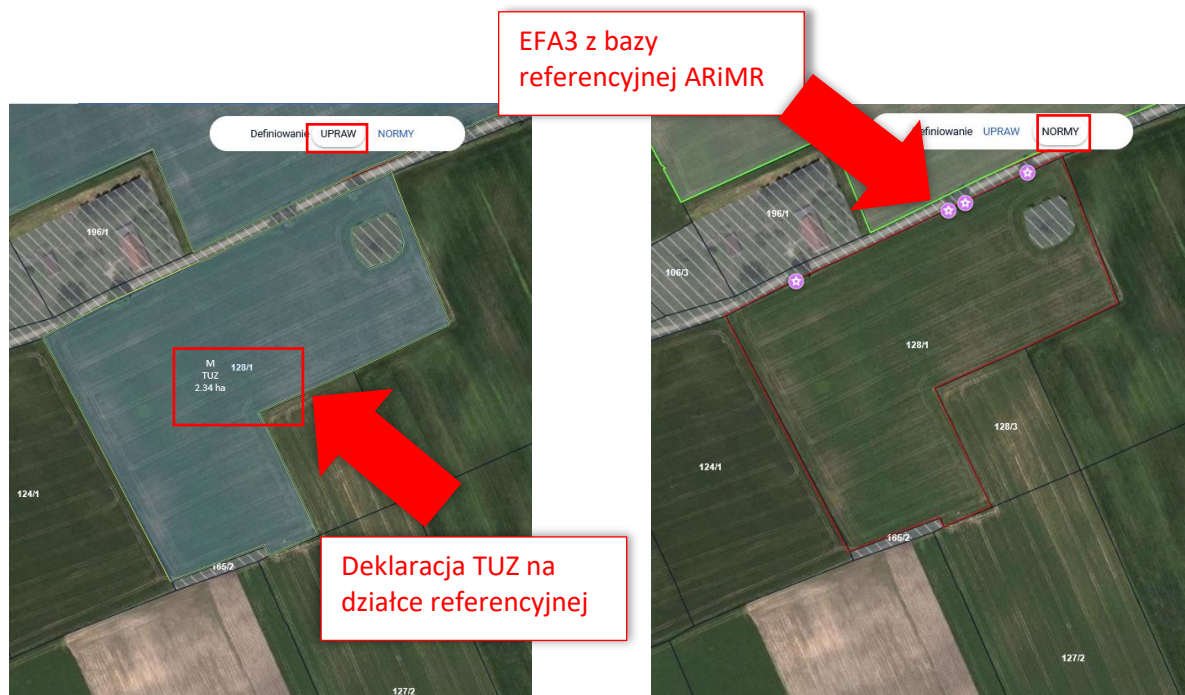 EFA3 z bazy
referencyjnej ARiMR
Definiowanie UPRAW NORMY
196/1
M
TUZ
2.34 ha
128/1
124/1
165/2
127/2
Deklaracja TUZ na
działce referencyjnej
efiniowanie UPRAW NORMY
196/1
106/3
128/1
128/3
124/1
165/2
127/2